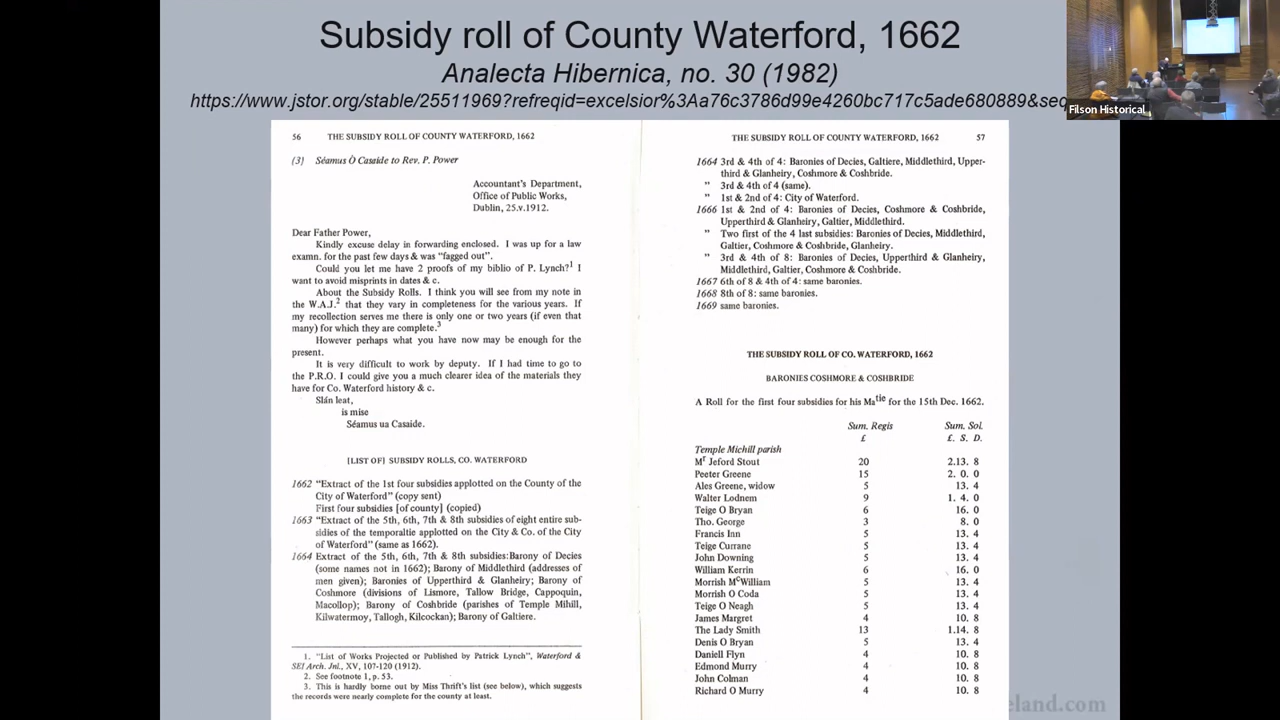 Subsidy roll of County Waterford, 1662
Analecta Hibernica, no. 30 (1982)
https://www.jstor.org/stable/25511969?refreqid=excelsior%3Aa76c3786d99e4260bc717c5ade680889&seq
Filson Historical
56 THE SUBSIDY ROLL OF COUNTY WATERFORD, 1662
(3) Séamus Ò Casaide to Rev. P. Power
Accountant's Department,
Office of Public Works,
Dublin, 25.v.1912.
Dear Father Power,
Kindly excuse delay in forwarding enclosed. I was up for a law
examn. for the past few days & was "fagged out".
Could you let me have 2 proofs of my biblio of P. Lynch?1 I
want to avoid misprints in dates & c.
About the Subsidy Rolls. I think you will see from my note in
the W.A.J.2 that they vary in completeness for the various years. If
my recollection serves me there is only one or two years (if even that
many) for which they are complete.3
However perhaps what you have now may be enough for the
present.
It is very difficult to work by deputy. If I had time to go to
the P.R.O. I could give you a much clearer idea of the materials they
have for Co. Waterford history & c.
Slán leat,
is mise
Séamus ua Casaide.
[LIST OF] SUBSIDY ROLLS, CO. WATERFORD
1662 "Extract of the 1st four subsidies applotted on the County of the
City of Waterford" (copy sent)
First four subsidies [of county] (copied)
1663 "Extract of the 5th, 6th, 7th & 8th subsidies of eight entire sub-
sidies of the temporaltie applotted on the City & Co. of the City
of Waterford" (same as 1662).
1664 Extract of the 5th, 6th, 7th & 8th subsidies: Barony of Decies
(some names not in 1662); Barony of Middlethird (addresses of
men given); Baronies of Upperthird & Glanheiry; Barony of
Coshmore (divisions of Lismore, Tallow Bridge, Cappoquin,
Macollop); Barony of Coshbride (parishes of Temple Mihill,
Kilwatermoy, Tallogh, Kilcockan); Barony of Galtiere.
1. "List of Works Projected or Published by Patrick Lynch", Waterford &
SEI Arch. Jnl., XV, 107-120 (1912).
2. See footnote 1, p. 53.
3. This is hardly borne out by Miss Thrift's list (see below), which suggests
the records were nearly complete for the county at least.
THE SUBSIDY ROLL OF COUNTY WATERFORD, 1662 57
1664 3rd & 4th of 4: Baronies of Decies, Galtiere, Middlethird, Upper-
third & Glanheiry, Coshmore & Coshbride.
" 3rd & 4th of 4 (same).
" 1st & 2nd of 4: City of Waterford.
1666 1st & 2nd of 4: Baronies of Decies, Coshmore & Coshbride,
Upperthird & Glanheiry, Galtier, Middlethird.
" Two first of the 4 last subsidies: Baronies of Decies, Middlethird,
Galtier, Coshmore & Coshbride, Glanheiry.
" 3rd & 4th of 8: Baronies of Decies, Upperthird & Glanheiry,
Middlethird, Galtier, Coshmore & Coshbride.
1667 6th of 8 & 4th of 4: same baronies.
1668 8th of 8: same baronies.
1669 same baronies.
THE SUBSIDY ROLL OF CO. WATERFORD, 1662
BARONIES COSHMORE & COSHBRIDE
A Roll for the first four subsidies for his Matie for the 15th Dec. 1662.
Sum. Regis Sum. Sol.
£ £. S. D.
Temple Michill parish
Mr Jeford Stout 20 2.13. 8
Peeter Greene 15 2. 0. 0
Ales Greene, widow 5 13. 4
Walter Lodnem 9 1. 4. 0
Teige O Bryan 6 16. 0
Tho. George 3 8. 0
Francis Inn 5 13. 4
Teige Currane 5 13. 4
John Downing 5 13. 4
William Kerrin 6 16. 0
Morrish McWilliam 5 13. 4
Morrish O Coda 5 13. 4
Teige O Neagh 5 13. 4
James Margret 4 10. 8
The Lady Smith 13 1.14. 8
Denis O Bryan 5 13. 4
Daniell Flyn 4 10. 8
Edmond Murry 4 10. 8
John Colman 4 10. 8
Richard O Murry 4 10. 8
eland.com